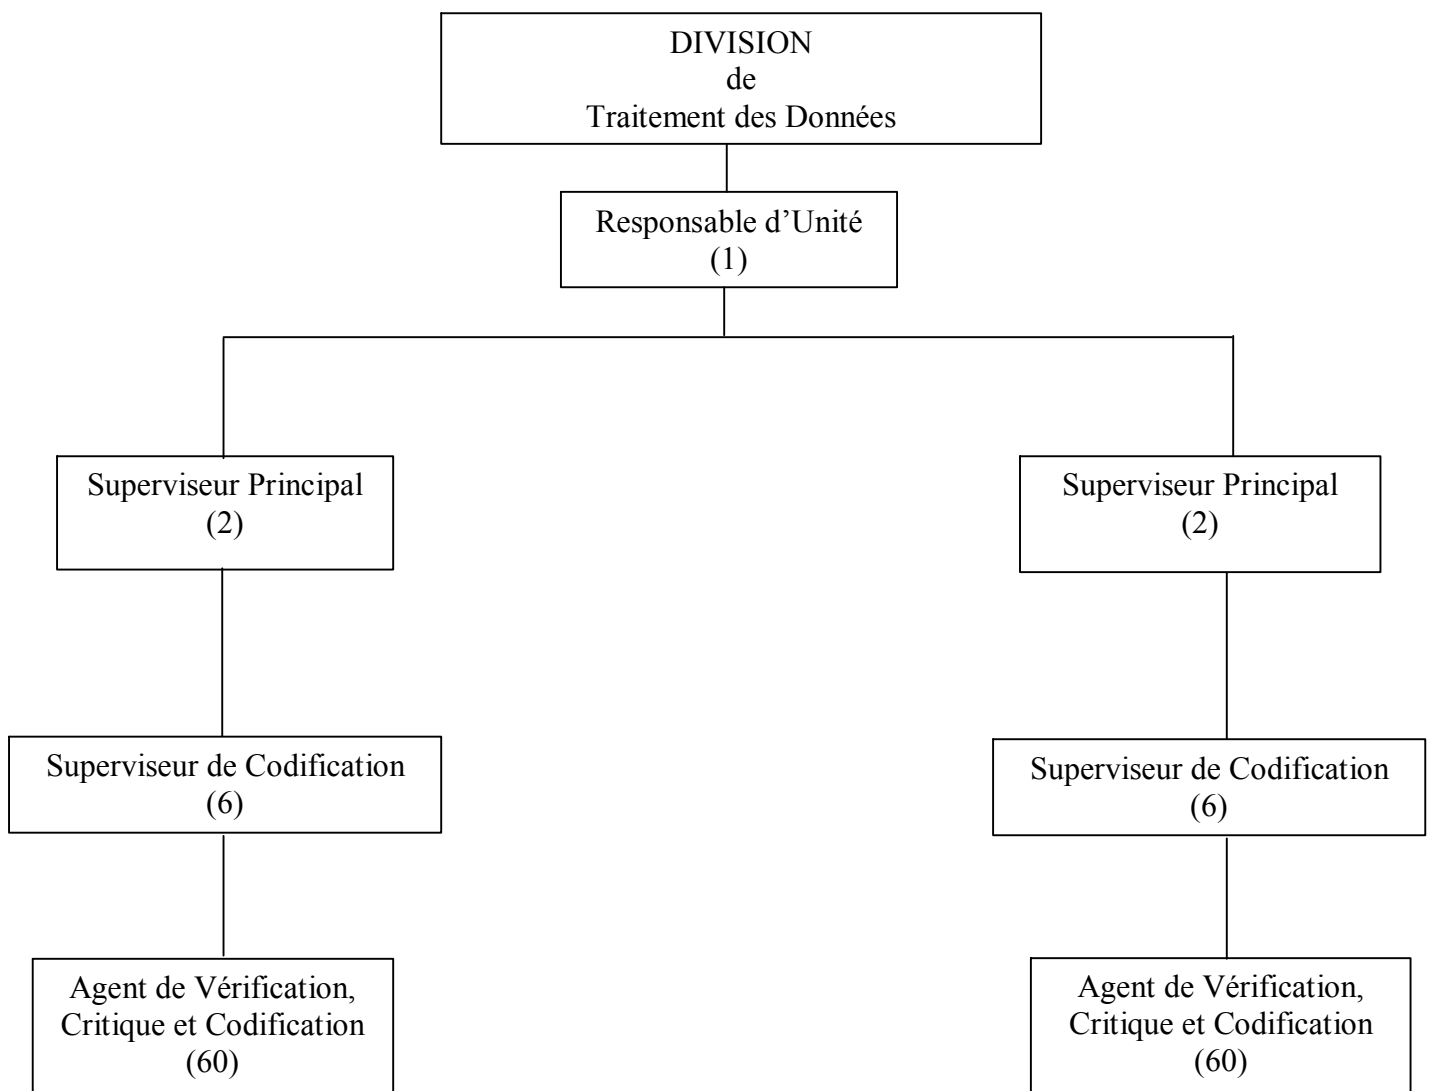 DIVISION
de
Traitement des Données
Responsable d’Unité
(1)
Superviseur Principal
(2)
Superviseur Principal
(2)
Superviseur de Codification
(6)
Superviseur de Codification
(6)
Agent de Vérification,
Critique et Codification
(60)
Agent de Vérification,
Critique et Codification
(60)